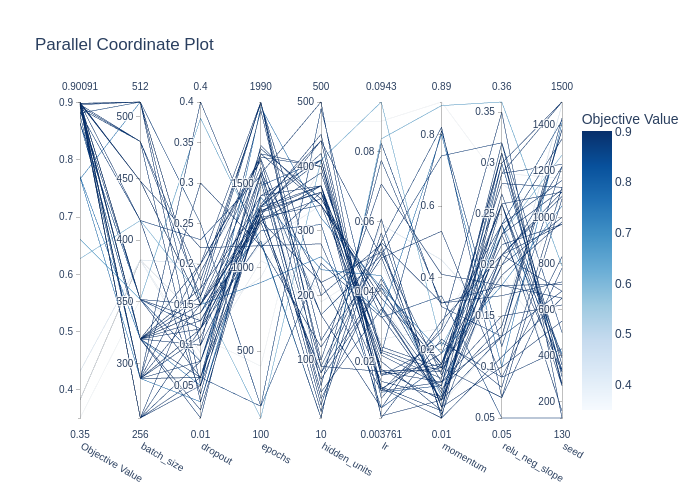 Parallel Coordinate Plot
0.90091 512 0.4 1990 500 0.0943 0.89 0.36 1500
0.9 0.8 0.7 0.6 0.5 0.4
500 450 400 350 300
0.4 0.35 0.3 0.25 0.2 0.15 0.1 0.05
1500 1000 500
500 400 300 200 100
0.08 0.06 0.04 0.02
0.8 0.6 0.4 0.2
0.35 0.3 0.25 0.2 0.15 0.1 0.05
1400 1200 1000 800 600 400 200
0.35 256 0.01 100 10 0.003761 0.01 0.05 130
Objective Value batch_size dropout epochs hidden_units lr momentum relu_neg_slope seed
Objective Value
0.9
0.8
0.7
0.6
0.5
0.4